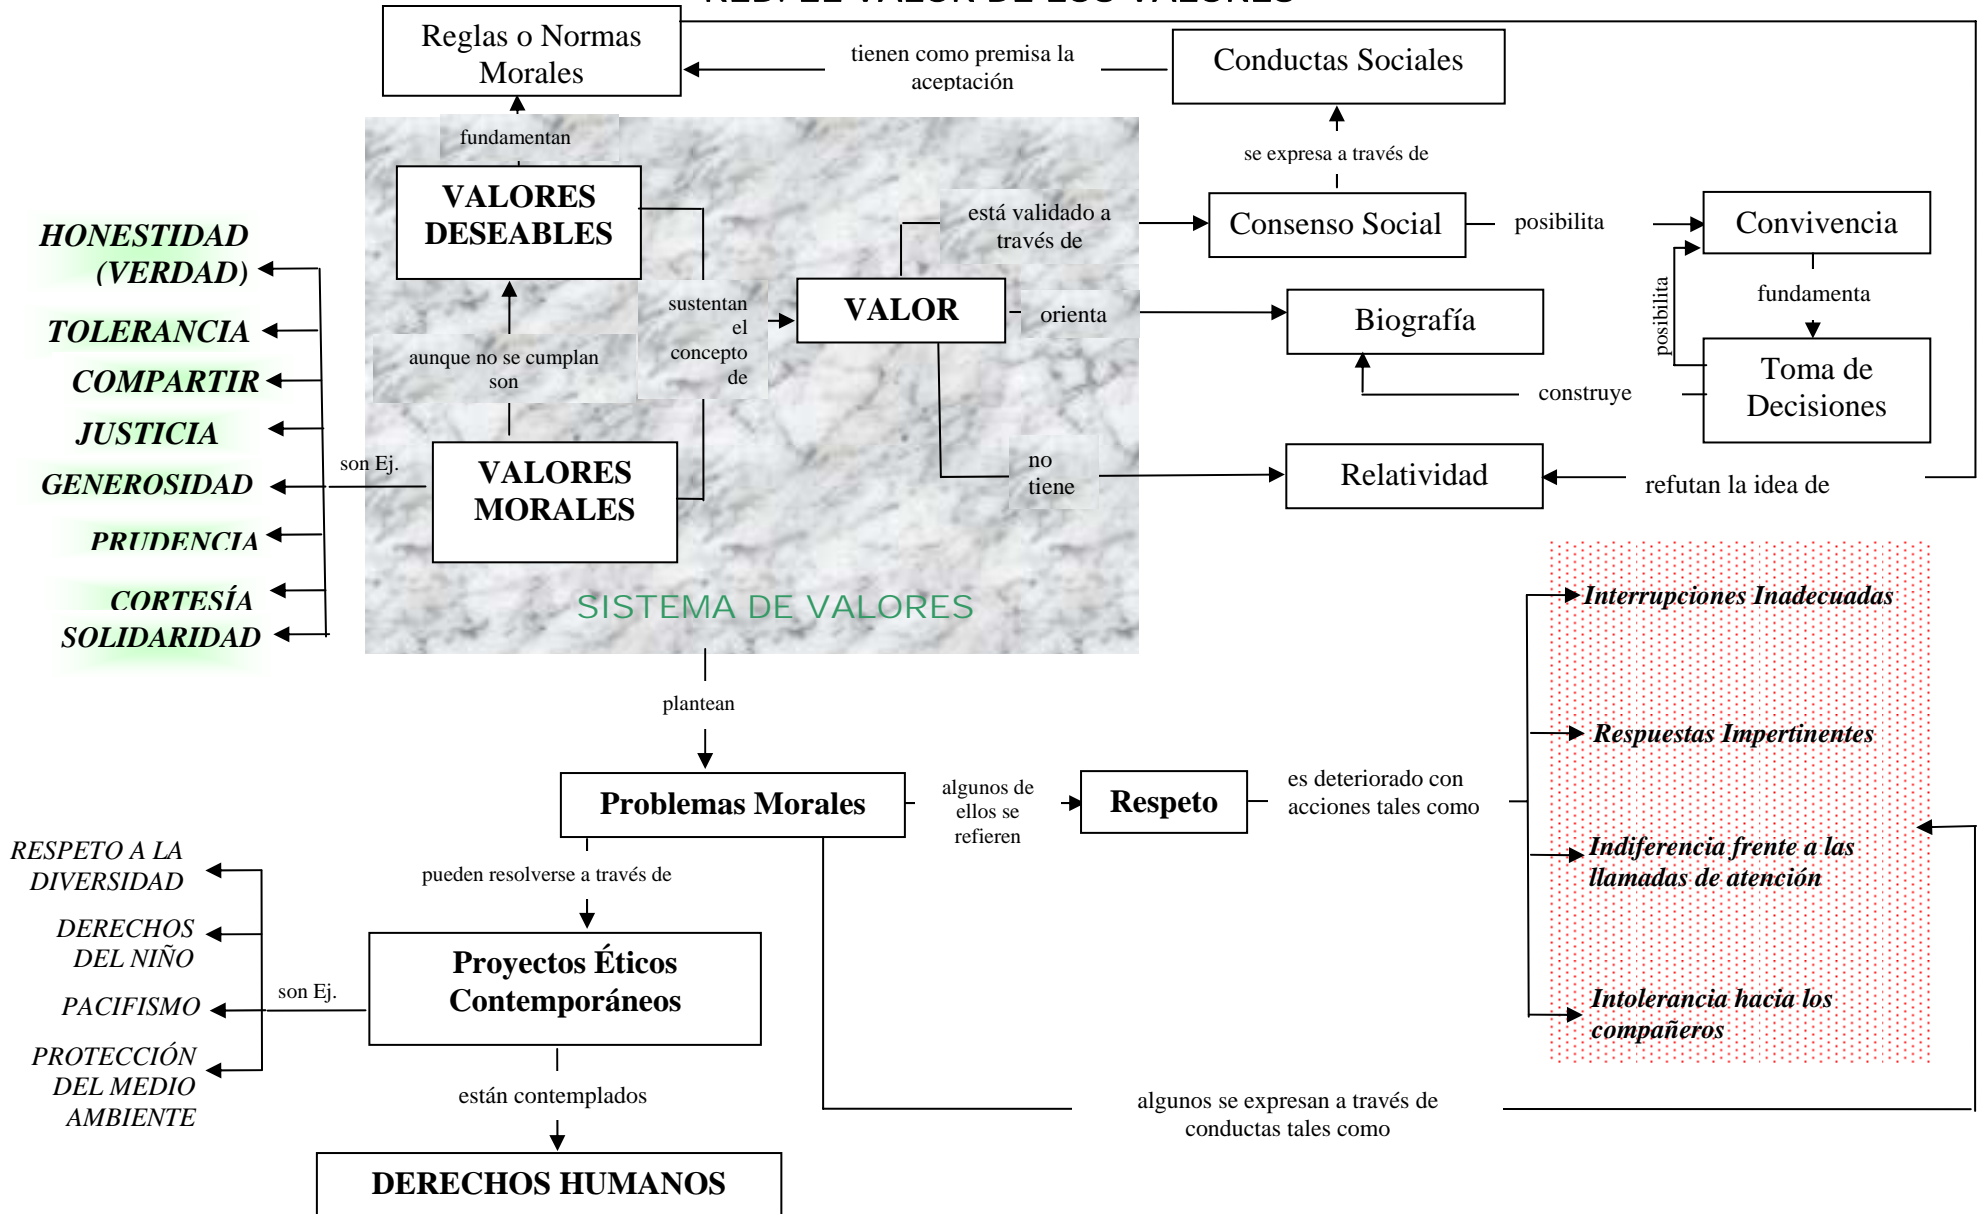 RED: EL VALOR DE LOS VALORES
Reglas o Normas
Morales
tienen como premisa la
aceptación
Conductas Sociales
fundamentan
se expresa a través de
VALORES
DESEABLES
está validado a
través de
Consenso Social
posibilita
Convivencia
HONESTIDAD
(VERDAD)
TOLERANCIA
COMPARTIR
JUSTICIA
GENEROSIDAD
PRUDENCIA
CORTESÍA
SOLIDARIDAD
son Ej.
aunque no se cumplan
son
sustentan
el
concepto
de
VALOR
orienta
Biografía
fundamenta
posibilita
construye
Toma de
Decisiones
VALORES
MORALES
no
tiene
Relatividad
refutan la idea de
SISTEMA DE VALORES
plantean
Problemas Morales
algunos de
ellos se
refieren
Respeto
es deteriorado con
acciones tales como
Interrupciones Inadecuadas
Respuestas Impertinentes
Indiferencia frente a las
llamadas de atención
Intolerancia hacia los
compañeros
pueden resolverse a través de
RESPETO A LA
DIVERSIDAD
DERECHOS
DEL NIÑO
PACIFISMO
PROTECCIÓN
DEL MEDIO
AMBIENTE
son Ej.
Proyectos Éticos
Contemporáneos
están contemplados
algunos se expresan a través de
conductas tales como
DERECHOS HUMANOS